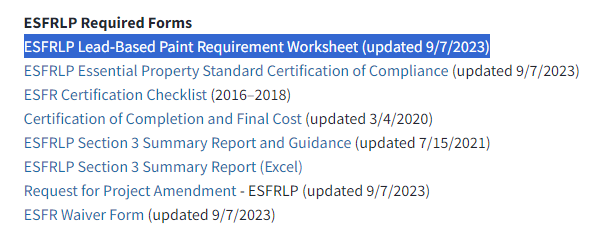 ESFRLP Required Forms
ESFRLP Lead-Based Paint Requirement Worksheet (updated 9/7/2023)
ESFRLP Essential Property Standard Certification of Compliance (updated 9/7/2023)
ESFR Certification Checklist (2016–2018)
Certification of Completion and Final Cost (updated 3/4/2020)
ESFRLP Section 3 Summary Report and Guidance (updated 7/15/2021)
ESFRLP Section 3 Summary Report (Excel)
Request for Project Amendment - ESFRLP (updated 9/7/2023)
ESFR Waiver Form (updated 9/7/2023)